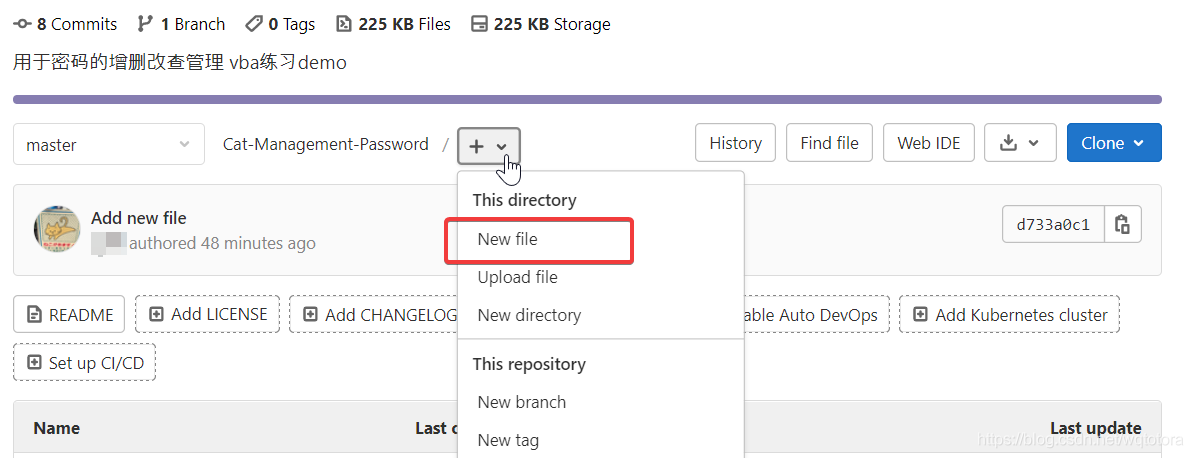 8 Commits 1 Branch 0 Tags 225 KB Files 225 KB Storage
用于密码的增删改查管理 vba练习demo
master Cat-Management-Password / + History Find file Web IDE Clone
This directory
Add new file
New file
authored 48 minutes ago
d733a0c1
Upload file
README Add LICENSE Add CHANGELOG New directory able Auto DevOps Add Kubernetes cluster
Set up CI/CD
This repository
New branch
Name Last Last update
New tag
https://blog.csdn.net/wqtotora